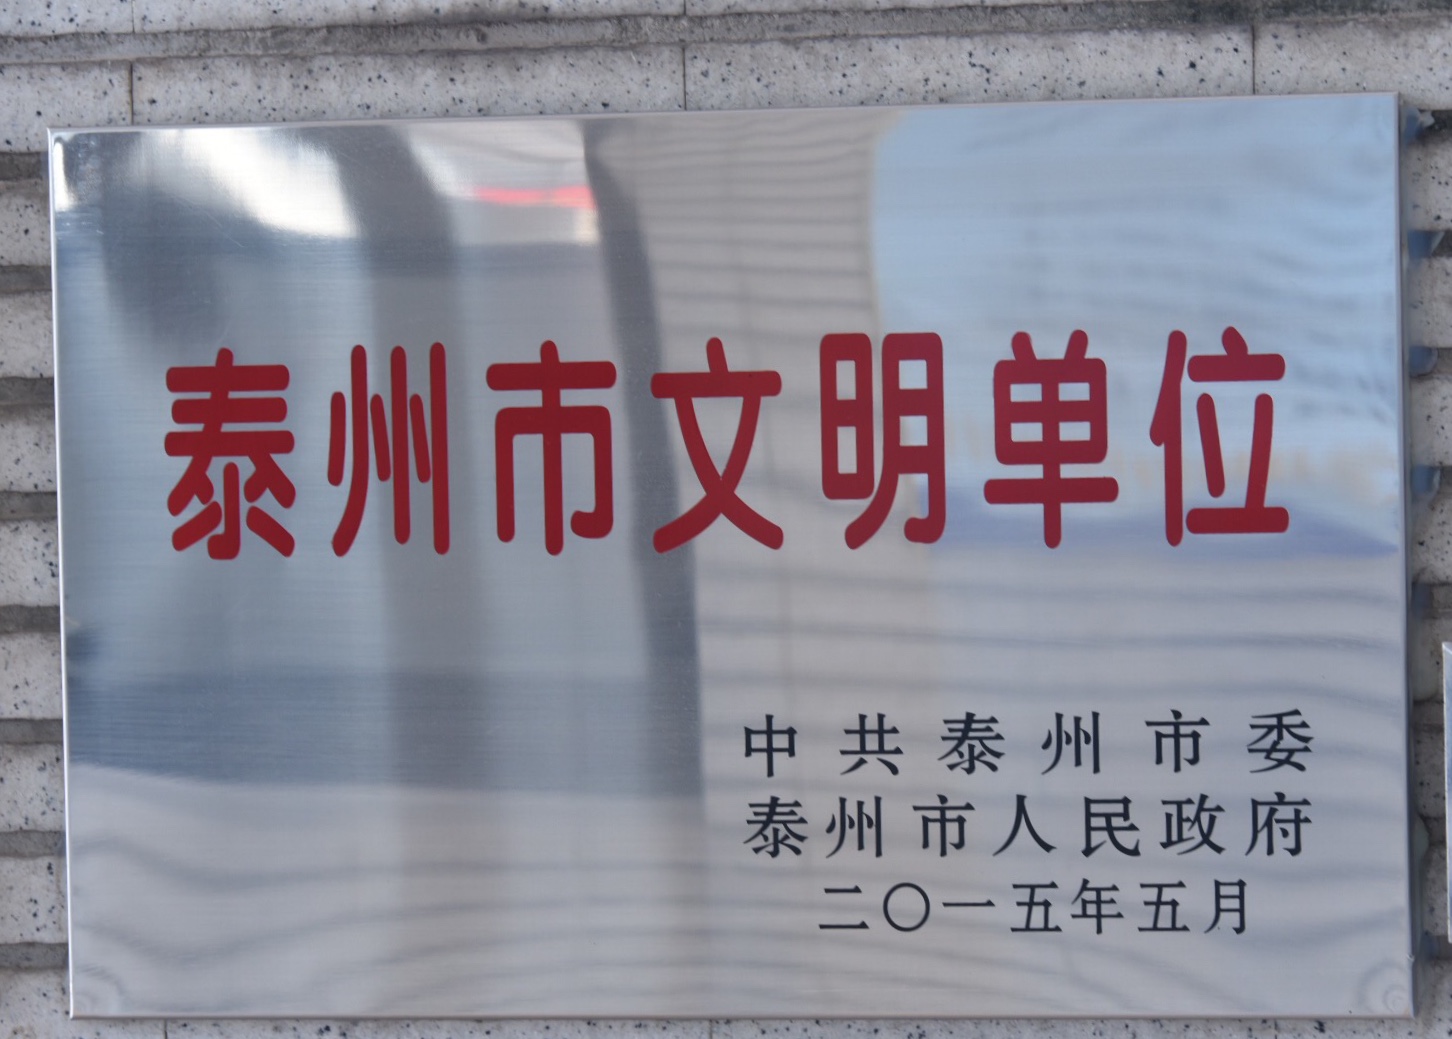 泰州市文明单位
中共泰州市委
泰州市人民政府
二〇一五年五月